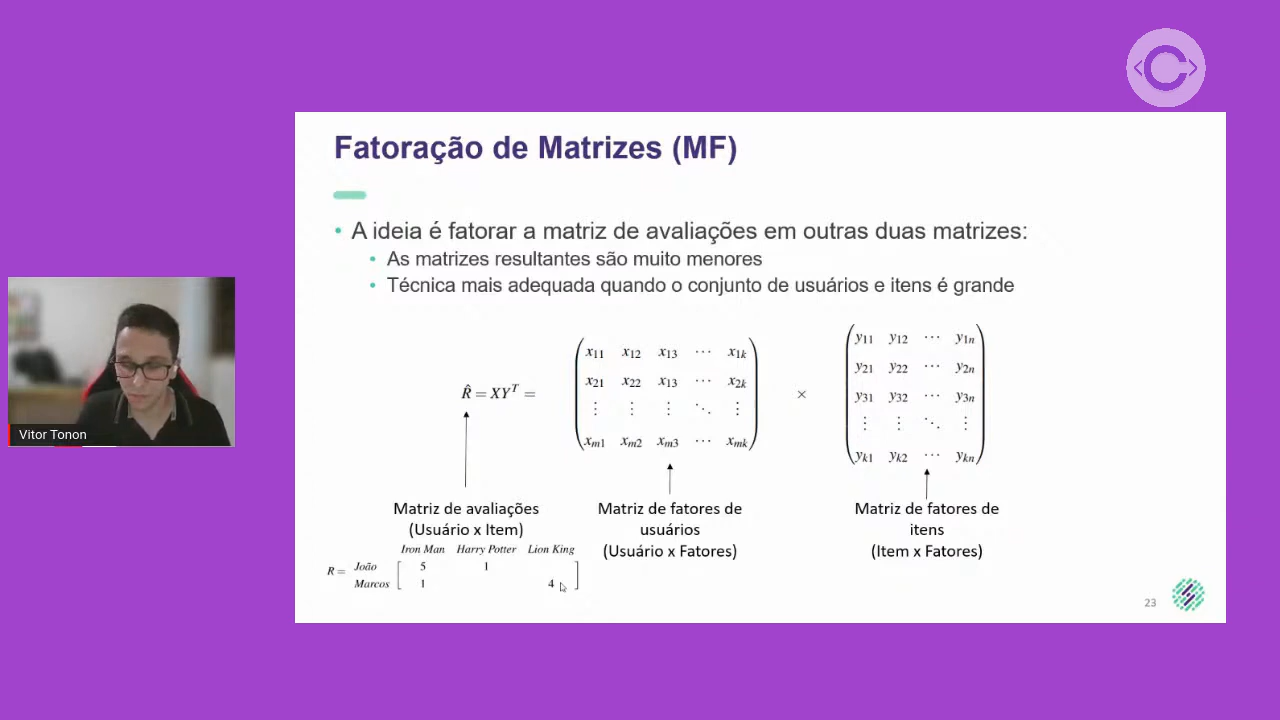 Fatoração de Matrizes (MF)
• A ideia é fatorar a matriz de avaliações em outras duas matrizes:
• As matrizes resultantes são muito menores
• Técnica mais adequada quando o conjunto de usuários e itens é grande
R̂ = XYᵀ =
x11 x12 x13 ⋯ x1k
x21 x22 x13 ⋯ x2k
⋮ ⋮ ⋮ ⋱ ⋮
xm1 xm2 xm3 ⋯ xmk
×
y11 y12 ⋯ y1n
y21 y22 ⋯ y2n
y31 y32 ⋯ y3n
⋮ ⋮ ⋱ ⋮
yk1 yk2 ⋯ ykn
Matriz de avaliações
(Usuário x Item)
Matriz de fatores de
usuários
(Usuário x Fatores)
Matriz de fatores de
itens
(Item x Fatores)
Iron Man Harry Potter Lion King
R = João 5 1
Marcos 1 4
23
Vitor Tonon